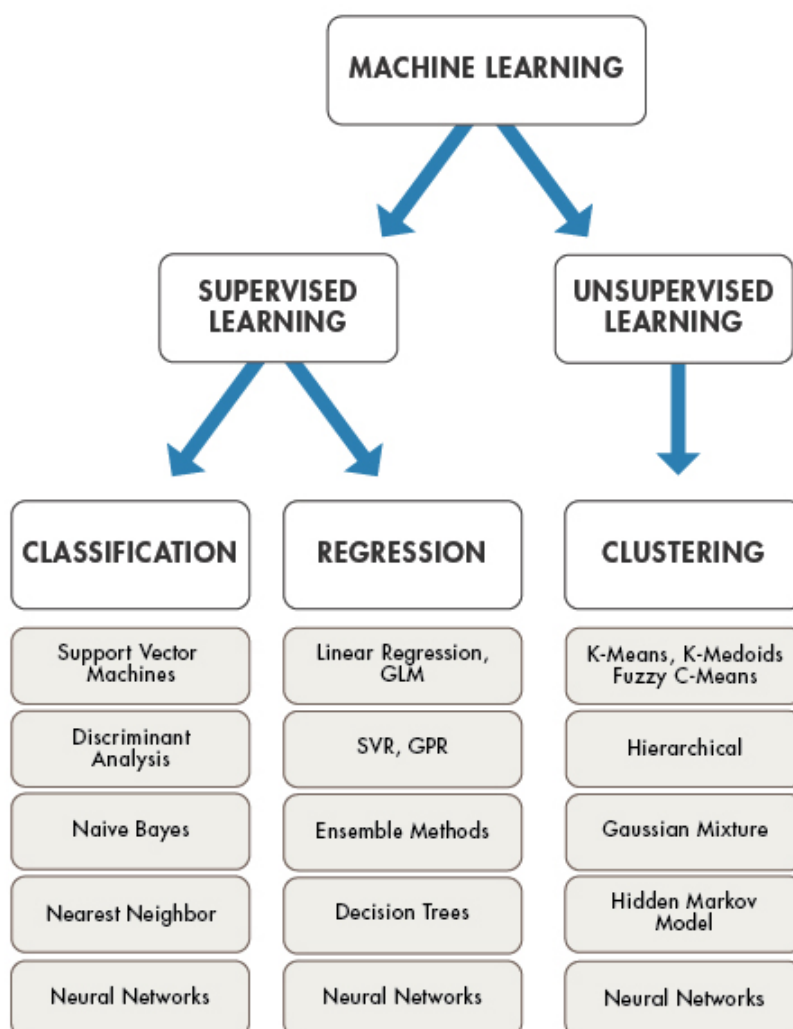 MACHINE LEARNING
SUPERVISED
LEARNING
UNSUPERVISED
LEARNING
CLASSIFICATION
REGRESSION
CLUSTERING
Support Vector
Machines
Linear Regression,
GLM
K-Means, K-Medoids
Fuzzy C-Means
Discriminant
Analysis
SVR, GPR
Hierarchical
Naive Bayes
Ensemble Methods
Gaussian Mixture
Nearest Neighbor
Decision Trees
Hidden Markov
Model
Neural Networks
Neural Networks
Neural Networks